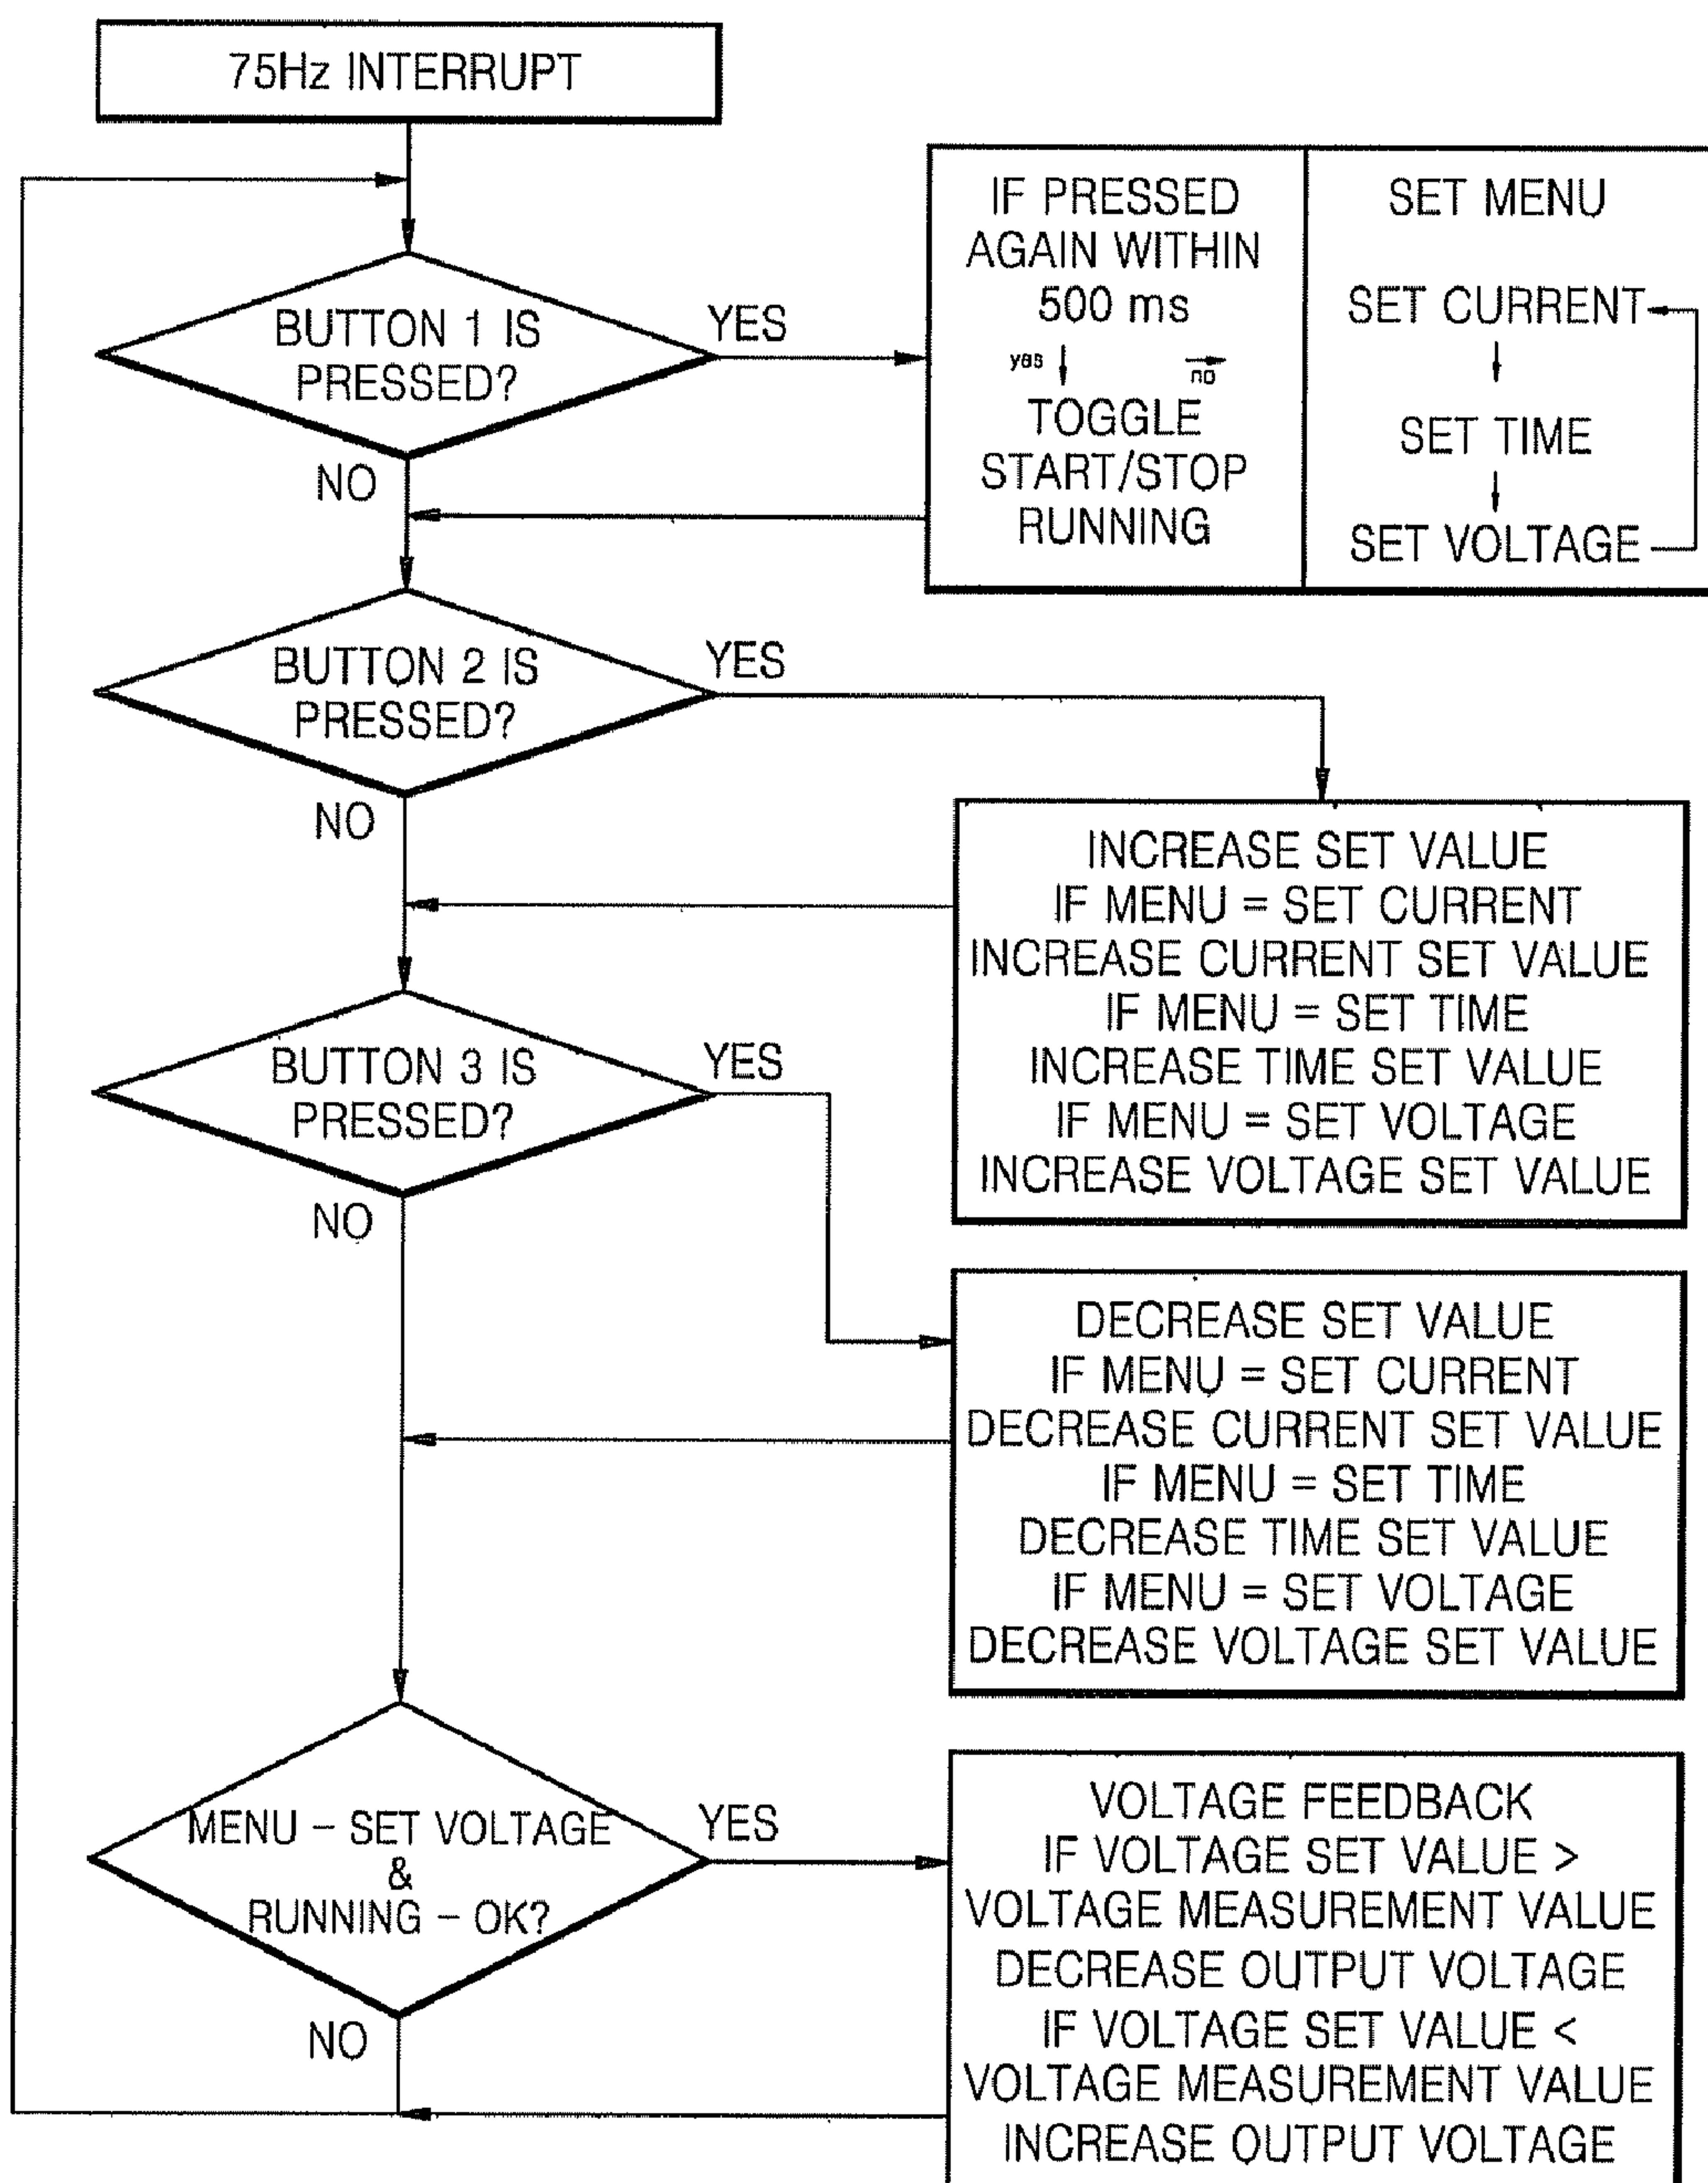 75Hz INTERRUPT
BUTTON 1 IS
PRESSED?
YES
NO
IF PRESSED
AGAIN WITHIN
500 ms
yes
no
TOGGLE
START/STOP
RUNNING
SET MENU
SET CURRENT
SET TIME
SET VOLTAGE
BUTTON 2 IS
PRESSED?
YES
NO
INCREASE SET VALUE
IF MENU = SET CURRENT
INCREASE CURRENT SET VALUE
IF MENU = SET TIME
INCREASE TIME SET VALUE
IF MENU = SET VOLTAGE
INCREASE VOLTAGE SET VALUE
BUTTON 3 IS
PRESSED?
YES
NO
DECREASE SET VALUE
IF MENU = SET CURRENT
DECREASE CURRENT SET VALUE
IF MENU = SET TIME
DECREASE TIME SET VALUE
IF MENU = SET VOLTAGE
DECREASE VOLTAGE SET VALUE
MENU – SET VOLTAGE
&
RUNNING – OK?
YES
NO
VOLTAGE FEEDBACK
IF VOLTAGE SET VALUE >
VOLTAGE MEASUREMENT VALUE
DECREASE OUTPUT VOLTAGE
IF VOLTAGE SET VALUE <
VOLTAGE MEASUREMENT VALUE
INCREASE OUTPUT VOLTAGE